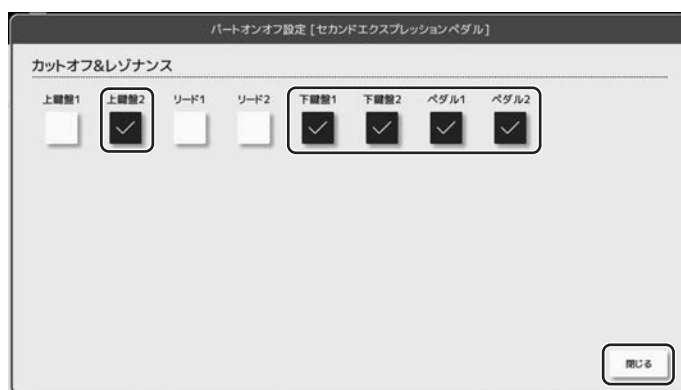 パートオンオフ設定 [セカンドエクスプレッションペダル]
カットオフ&レゾナンス
上鍵盤1 上鍵盤2 リード1 リード2 下鍵盤1 下鍵盤2 ペダル1 ペダル2
閉じる